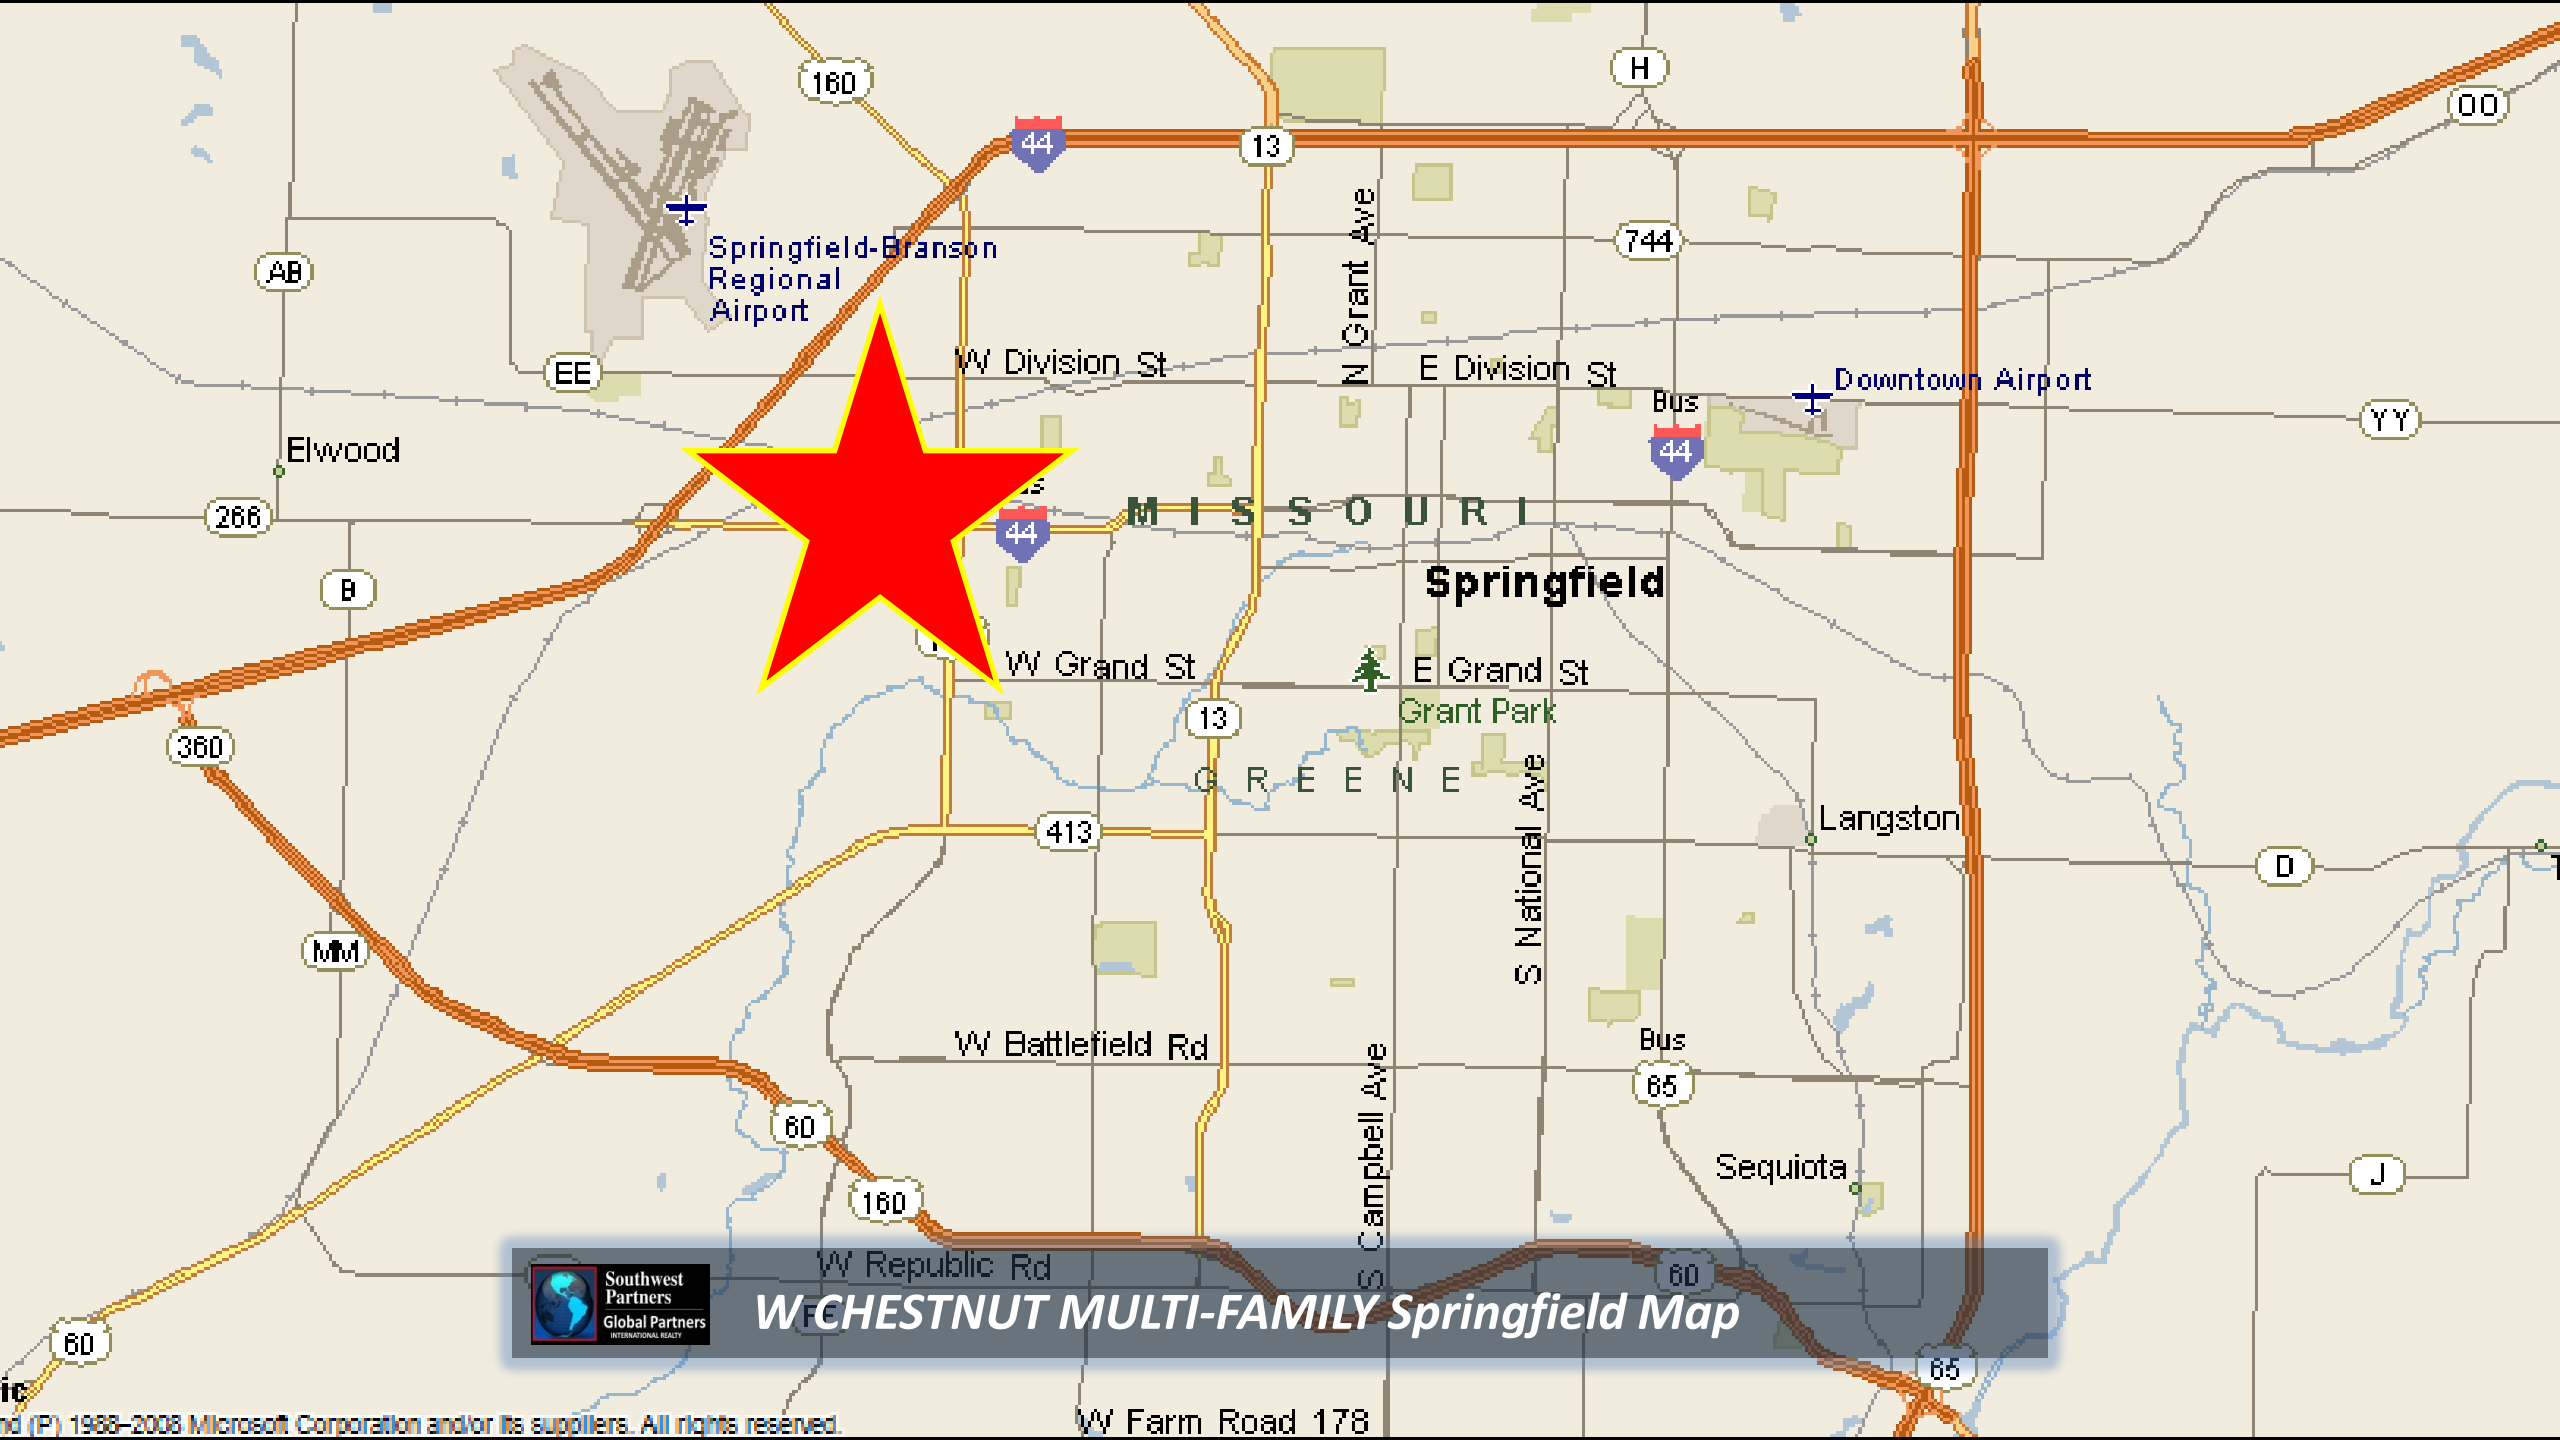 H
160
OO
44
13
N Grant Ave
744
Springfield-Branson
Regional
Airport
AB
W Division St
EE
E Division St
Downtown Airport
Bus
44
YY
Elwood
266
44
MISSOURI
B
Springfield
W Grand St
E Grand St
Grant Park
13
360
GREENE
S National Ave
413
Langston
D
MM
W Battlefield Rd
Bus
65
S Campbell Ave
60
Sequiota
J
160
W Republic Rd
60
Southwest
Partners
Global Partners
INTERNATIONAL REALTY
W CHESTNUT MULTI-FAMILY Springfield Map
60
65
(P) 1988-2008 Microsoft Corporation and/or its suppliers. All rights reserved.
W Farm Road 178